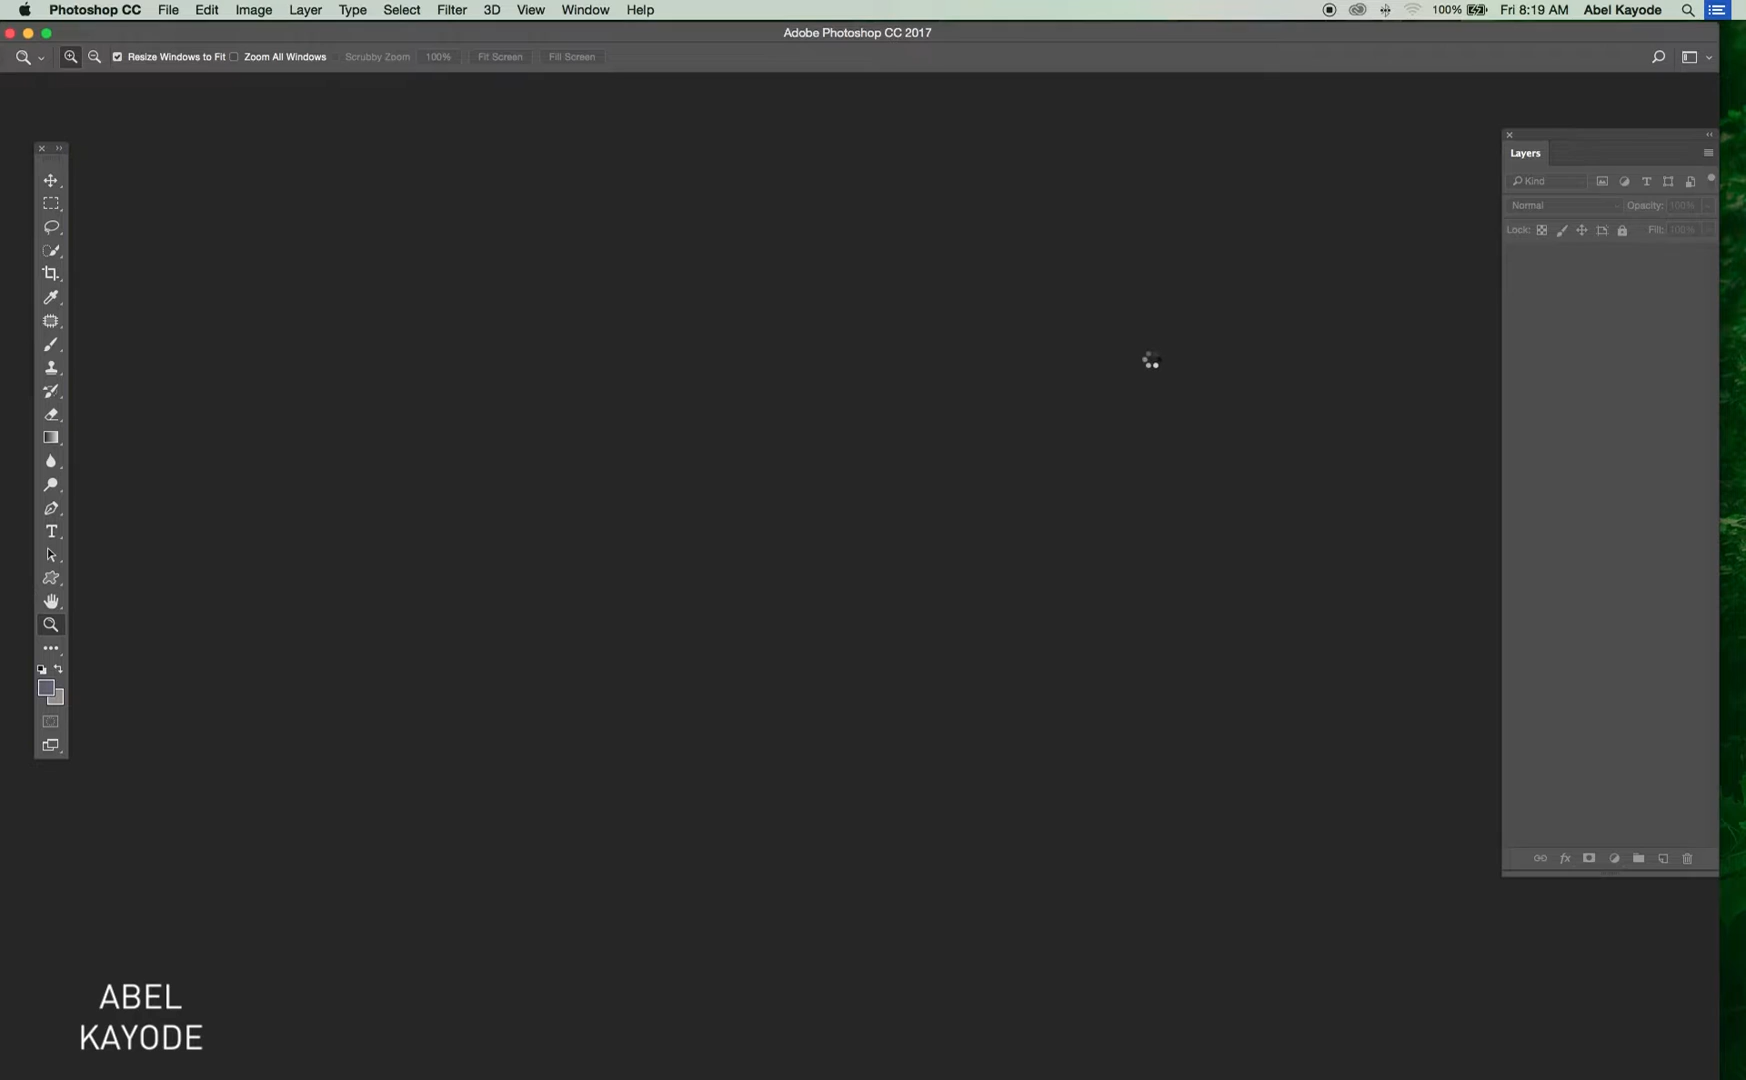 Photoshop CC File Edit Image Layer Type Select Filter 3D View Window Help 100% Fri 8:19 AM Abel Kayode
Adobe Photoshop CC 2017
Resize Windows to Fit Zoom All Windows Scrubby Zoom 100% Fit Screen Fill Screen
Layers
Kind
Normal Opacity: 100%
Lock: Fill: 100%
ABEL
KAYODE